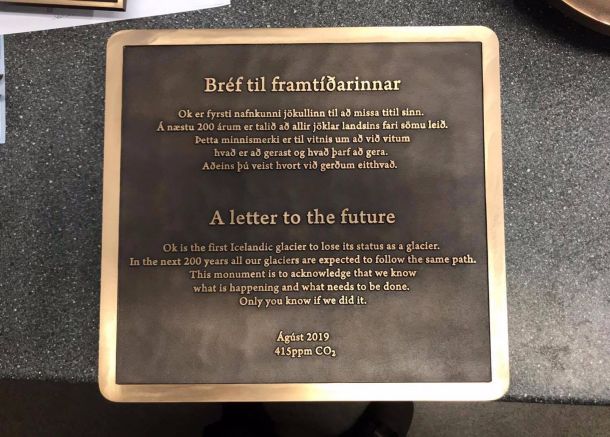 Bréf til framtíðarinnar
Ok er fyrsti nafnkunni jökullinn til að missa titil sinn.
Á næstu 200 árum er talið að allir jöklar landsins fari sömu leið.
Þetta minnismerki er til vitnis um að við vitum
hvað er að gerast og hvað þarf að gera.
Aðeins þú veist hvort við gerðum eitthvað.
A letter to the future
Ok is the first Icelandic glacier to lose its status as a glacier.
In the next 200 years all our glaciers are expected to follow the same path.
This monument is to acknowledge that we know
what is happening and what needs to be done.
Only you know if we did it.
Ágúst 2019
415ppm CO₂